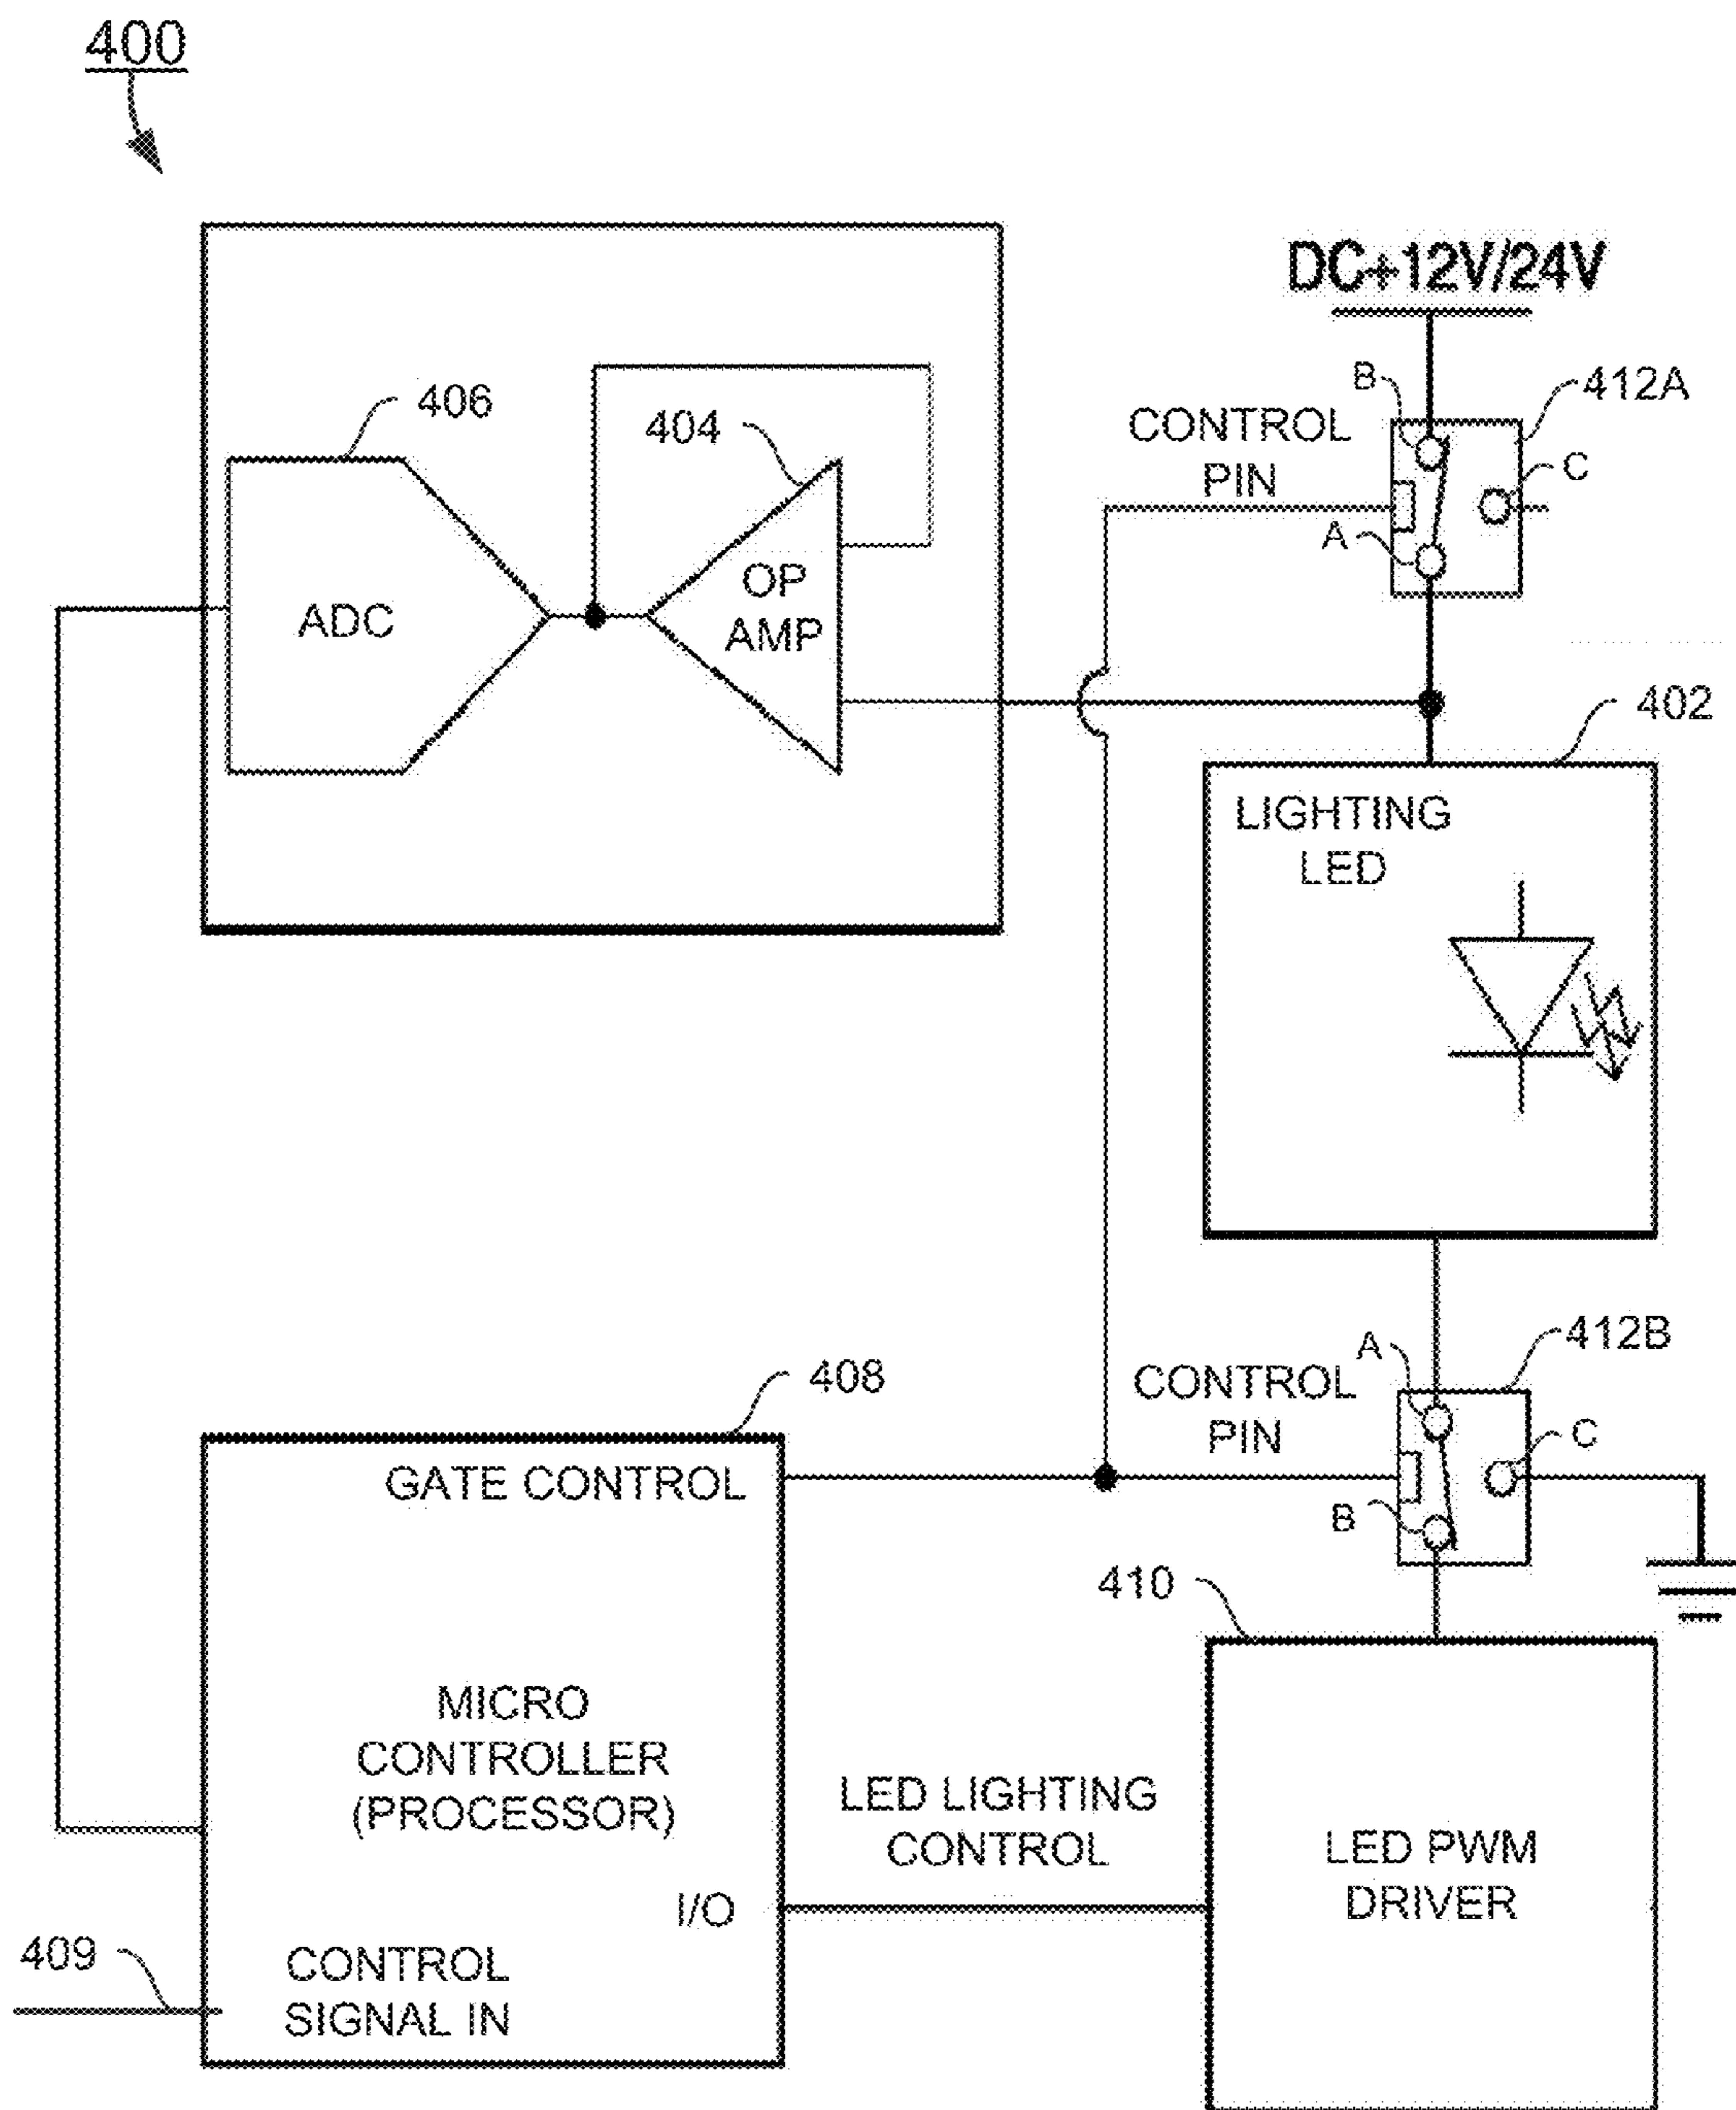 400
DC+12V/24V
B
412A
406
404
CONTROL
PIN
C
A
OP
AMP
ADC
402
LIGHTING
LED
412B
A
408
CONTROL
PIN
C
GATE CONTROL
B
410
MICRO
CONTROLLER
(PROCESSOR)
LED LIGHTING
CONTROL
LED PWM
DRIVER
I/O
409
CONTROL
SIGNAL IN